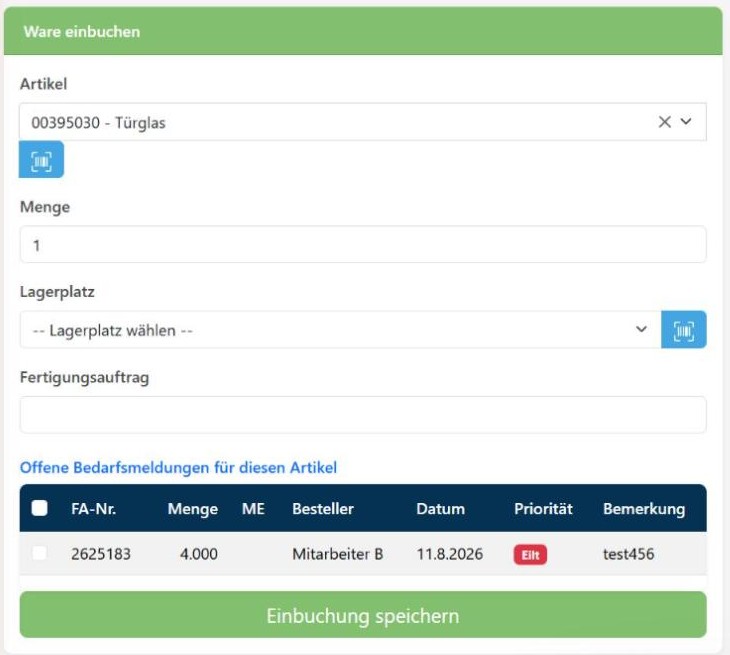 Ware einbuchen
Artikel
00395030 - Türglas
Menge
1
Lagerplatz
-- Lagerplatz wählen --
Fertigungsauftrag
Offene Bedarfsmeldungen für diesen Artikel
FA-Nr. Menge ME Besteller Datum Priorität Bemerkung
2625183 4.000 Mitarbeiter B 11.8.2026 Eilt test456
Einbuchung speichern